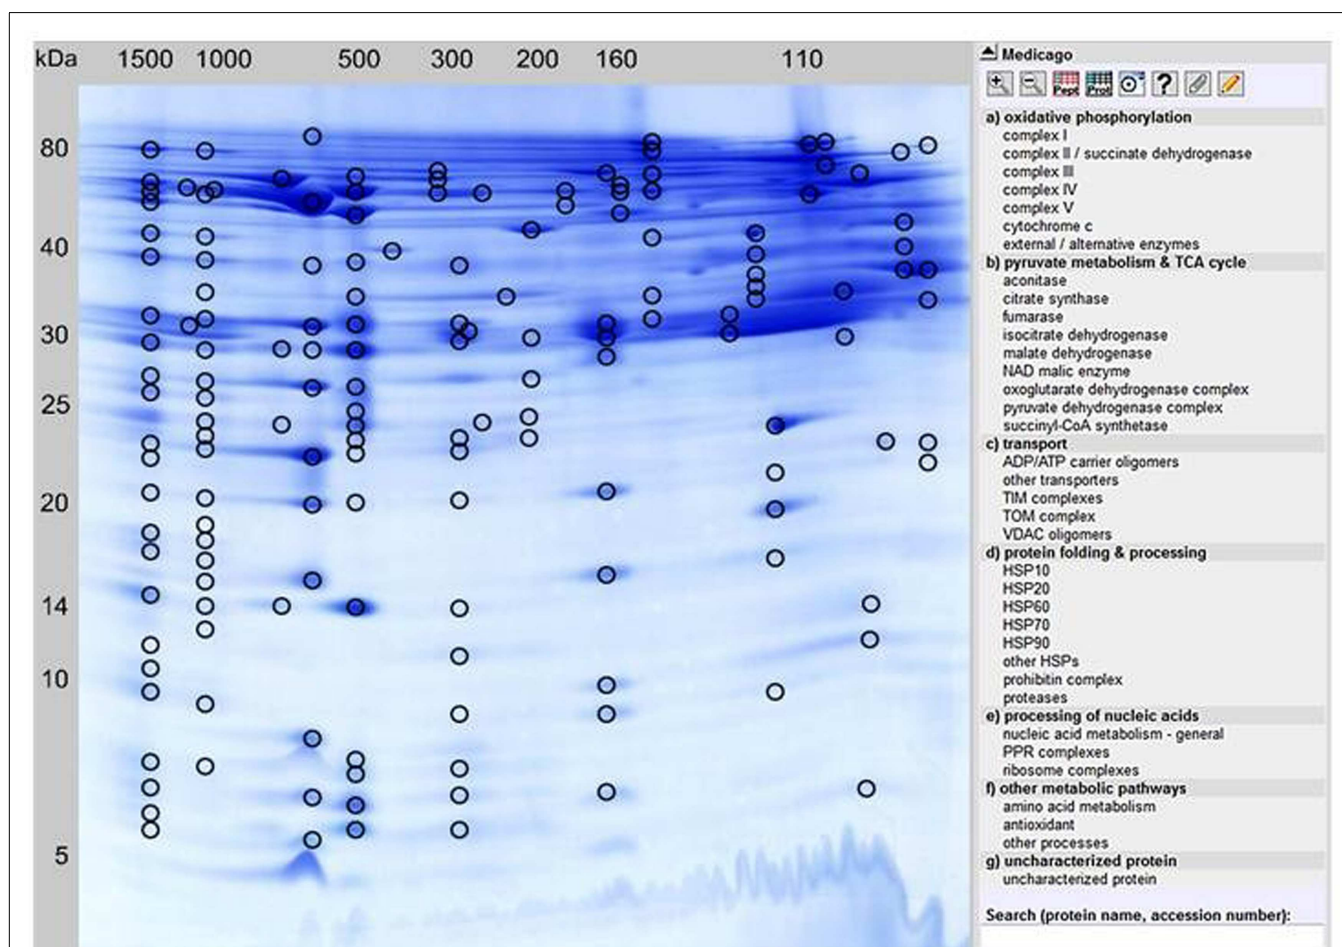 kDa 1500 1000 500 300 200 160 110
80
40
30
25
20
14
10
5
Medicago
Pept Prot ?
a) oxidative phosphorylation
complex I
complex II / succinate dehydrogenase
complex III
complex IV
complex V
cytochrome c
external / alternative enzymes
b) pyruvate metabolism & TCA cycle
aconitase
citrate synthase
fumarase
isocitrate dehydrogenase
malate dehydrogenase
NAD malic enzyme
oxoglutarate dehydrogenase complex
pyruvate dehydrogenase complex
succinyl-CoA synthetase
c) transport
ADP/ATP carrier oligomers
other transporters
TIM complexes
TOM complex
VDAC oligomers
d) protein folding & processing
HSP10
HSP20
HSP60
HSP70
HSP90
other HSPs
prohibitin complex
proteases
e) processing of nucleic acids
nucleic acid metabolism - general
PPR complexes
ribosome complexes
f) other metabolic pathways
amino acid metabolism
antioxidant
other processes
g) uncharacterized protein
uncharacterized protein
Search (protein name, accession number):